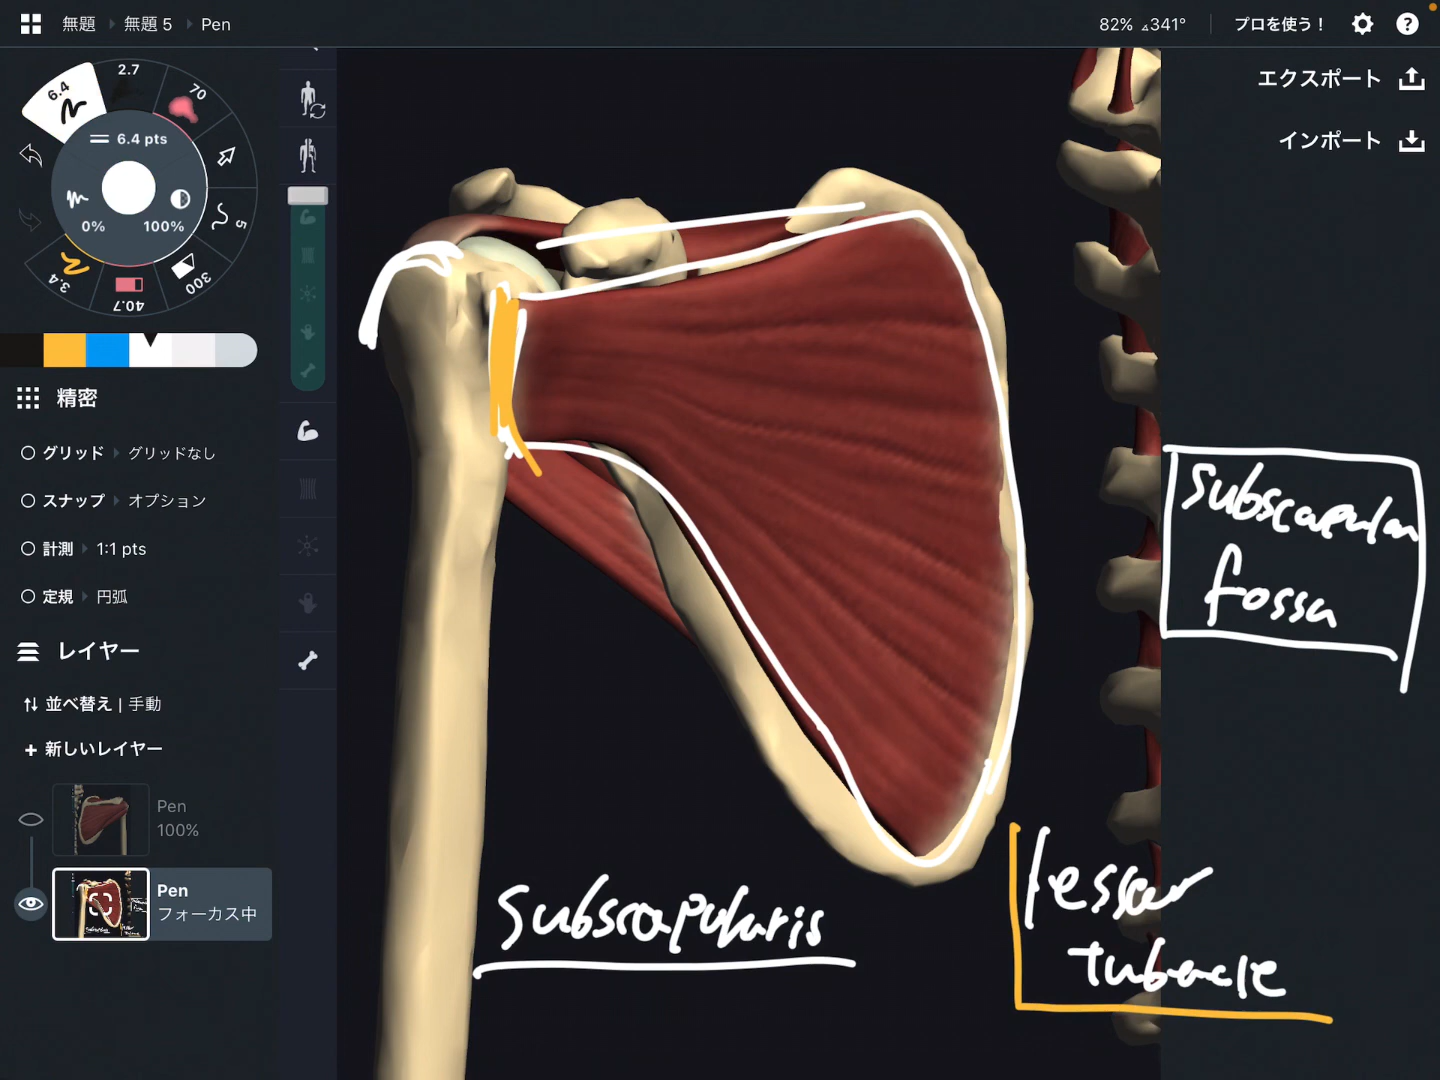 無題 無題 5 Pen
82% ⊿341° プロを使う！
エクスポート
インポート
6.4
2.7
70
5
300
40.7
3.4
6.4 pts
0% 100%
精密
グリッド グリッドなし
スナップ オプション
計測 1:1 pts
定規 円弧
レイヤー
並べ替え | 手動
+ 新しいレイヤー
Pen
100%
Pen
フォーカス中
Subscapular
fossa
Subscapularis
lesser
tubercle